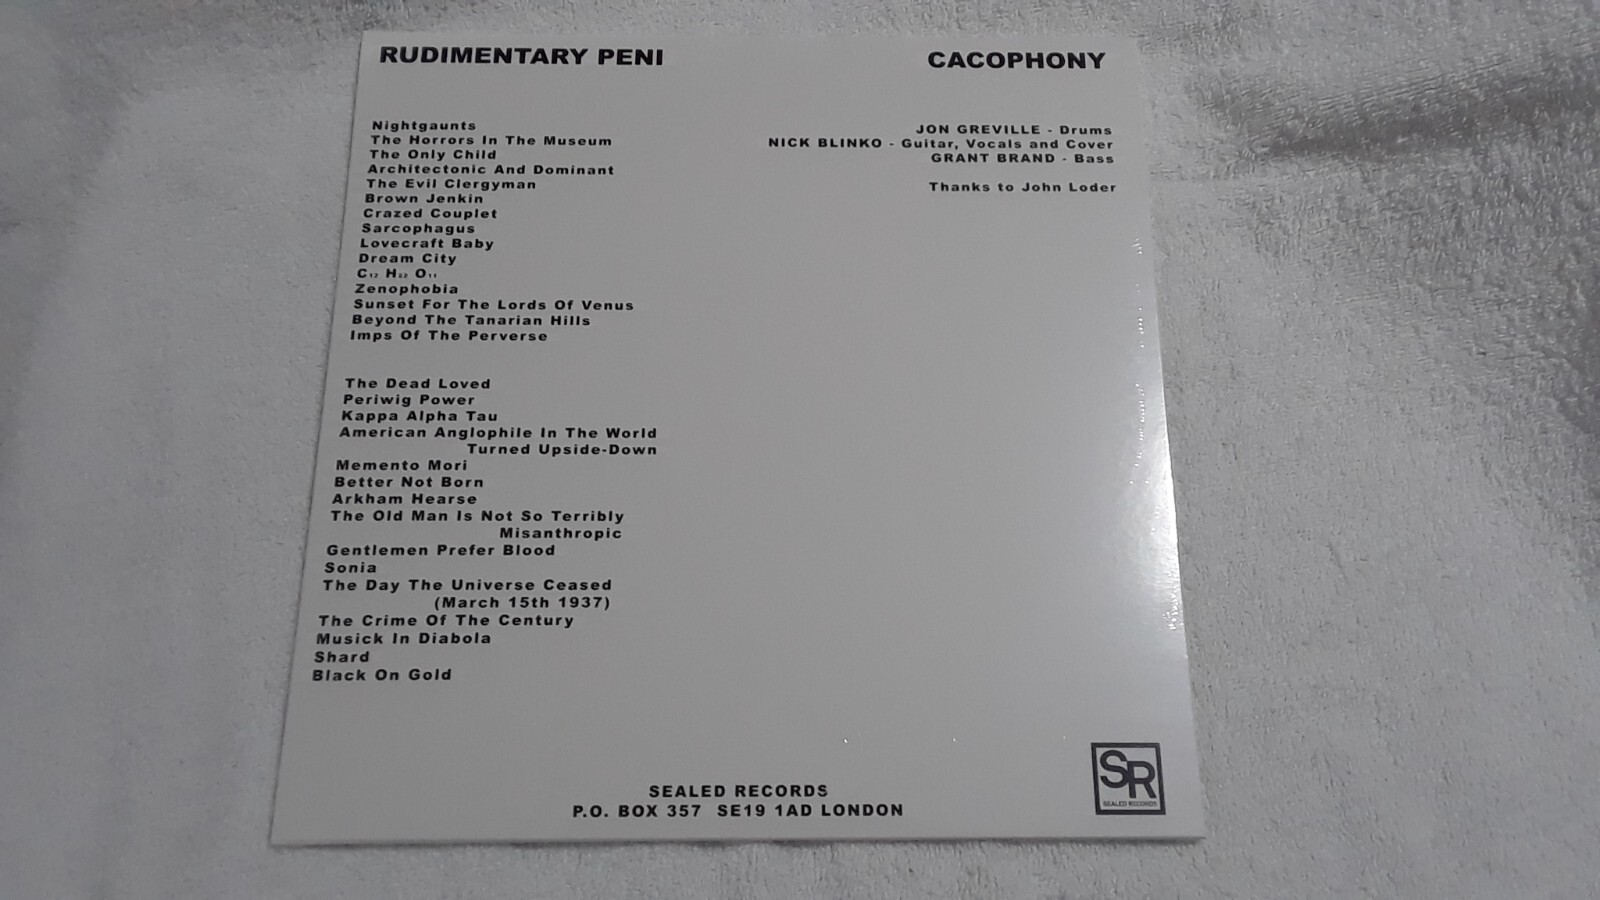 RUDIMENTARY PENI
CACOPHONY
Nightgaunts
The Horrors In The Museum
The Only Child
Architectonic And Dominant
The Evil Clergyman
Brown Jenkin
Crazed Couplet
Sarcophagus
Lovecraft Baby
Dream City
C₁₂ H₂₂ O₁₁
Zenophobia
Sunset For The Lords Of Venus
Beyond The Tanarian Hills
Imps Of The Perverse
The Dead Loved
Periwig Power
Kappa Alpha Tau
American Anglophile In The World
Turned Upside-Down
Memento Mori
Better Not Born
Arkham Hearse
The Old Man Is Not So Terribly
Misanthropic
Gentlemen Prefer Blood
Sonia
The Day The Universe Ceased
(March 15th 1937)
The Crime Of The Century
Musick In Diabola
Shard
Black On Gold
JON GREVILLE - Drums
NICK BLINKO - Guitar, Vocals and Cover
GRANT BRAND - Bass
Thanks to John Loder
SEALED RECORDS
P.O. BOX 357 SE19 1AD LONDON
SR
SEALED RECORDS